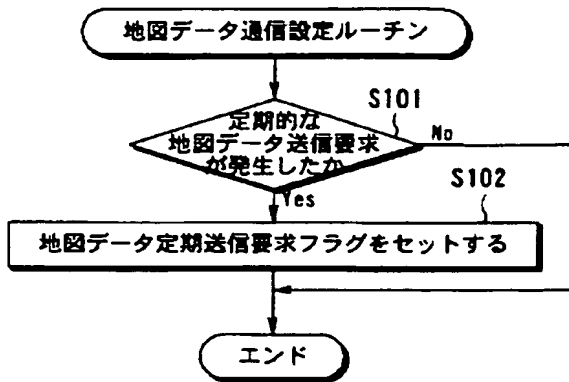 地図データ通信設定ルーチン
S101
定期的な
地図データ送信要求
が発生したか
No
Yes
S102
地図データ定期送信要求フラグをセットする
エンド